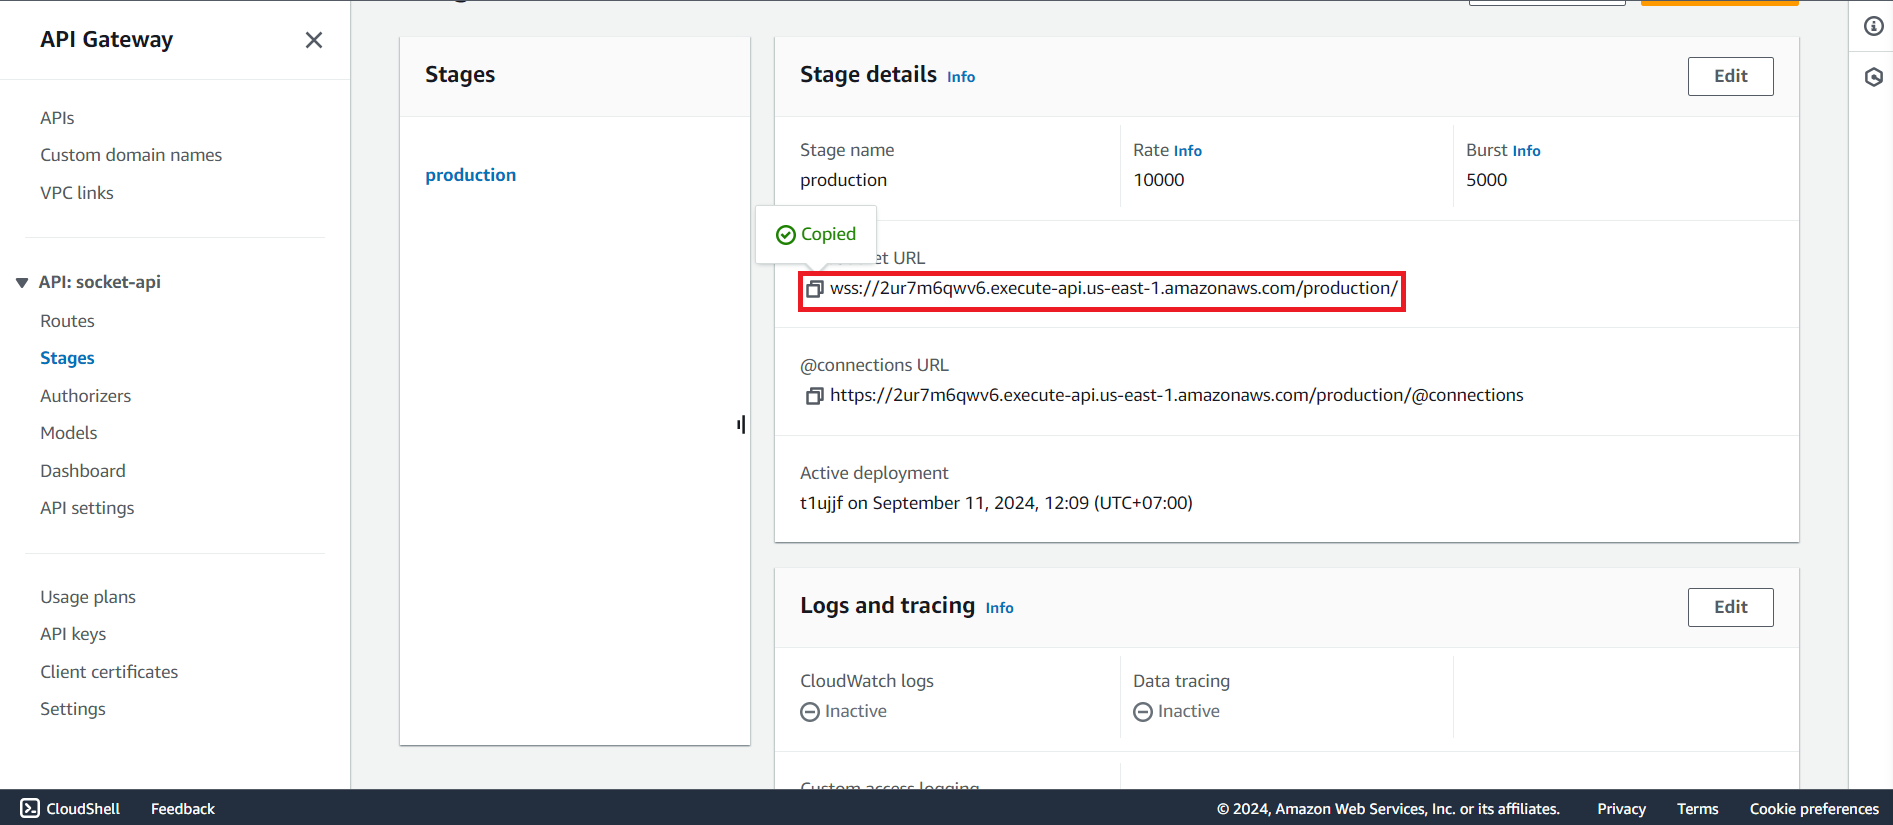 API Gateway
APIs
Custom domain names
VPC links
API: socket-api
Routes
Stages
Authorizers
Models
Dashboard
API settings
Usage plans
API keys
Client certificates
Settings
Stages
production
Stage details Info
Edit
Stage name
production
Rate Info
10000
Burst Info
5000
Copied
et URL
wss://2ur7m6qwv6.execute-api.us-east-1.amazonaws.com/production/
@connections URL
https://2ur7m6qwv6.execute-api.us-east-1.amazonaws.com/production/@connections
Active deployment
t1ujjf on September 11, 2024, 12:09 (UTC+07:00)
Logs and tracing Info
Edit
CloudWatch logs
Inactive
Data tracing
Inactive
Custom access logging
CloudShell
Feedback
© 2024, Amazon Web Services, Inc. or its affiliates.
Privacy
Terms
Cookie preferences